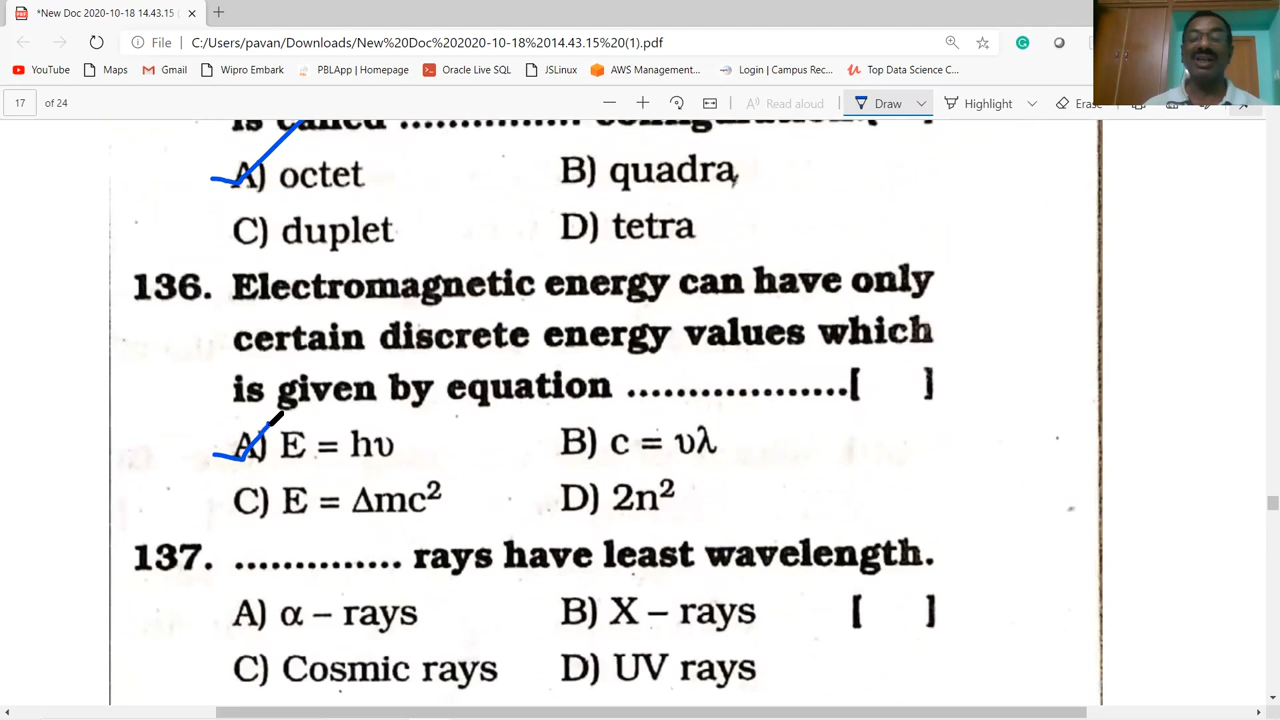 *New Doc 2020-10-18 14.43.15 (
File C:/Users/pavan/Downloads/New%20Doc%202020-10-18%2014.43.15%20(1).pdf
YouTube Maps Gmail Wipro Embark PBLApp | Homepage Oracle Live SQL JSLinux AWS Management... Login | Campus Rec... Top Data Science C...
17 of 24 Read aloud Draw Highlight Erase
is called ................. configuration. [ ]
A) octet B) quadra
C) duplet D) tetra
136. Electromagnetic energy can have only
certain discrete energy values which
is given by equation ..................[ ]
A) E = hυ B) c = υλ
C) E = Δmc² D) 2n²
137. .............. rays have least wavelength.
A) α – rays B) X – rays [ ]
C) Cosmic rays D) UV rays